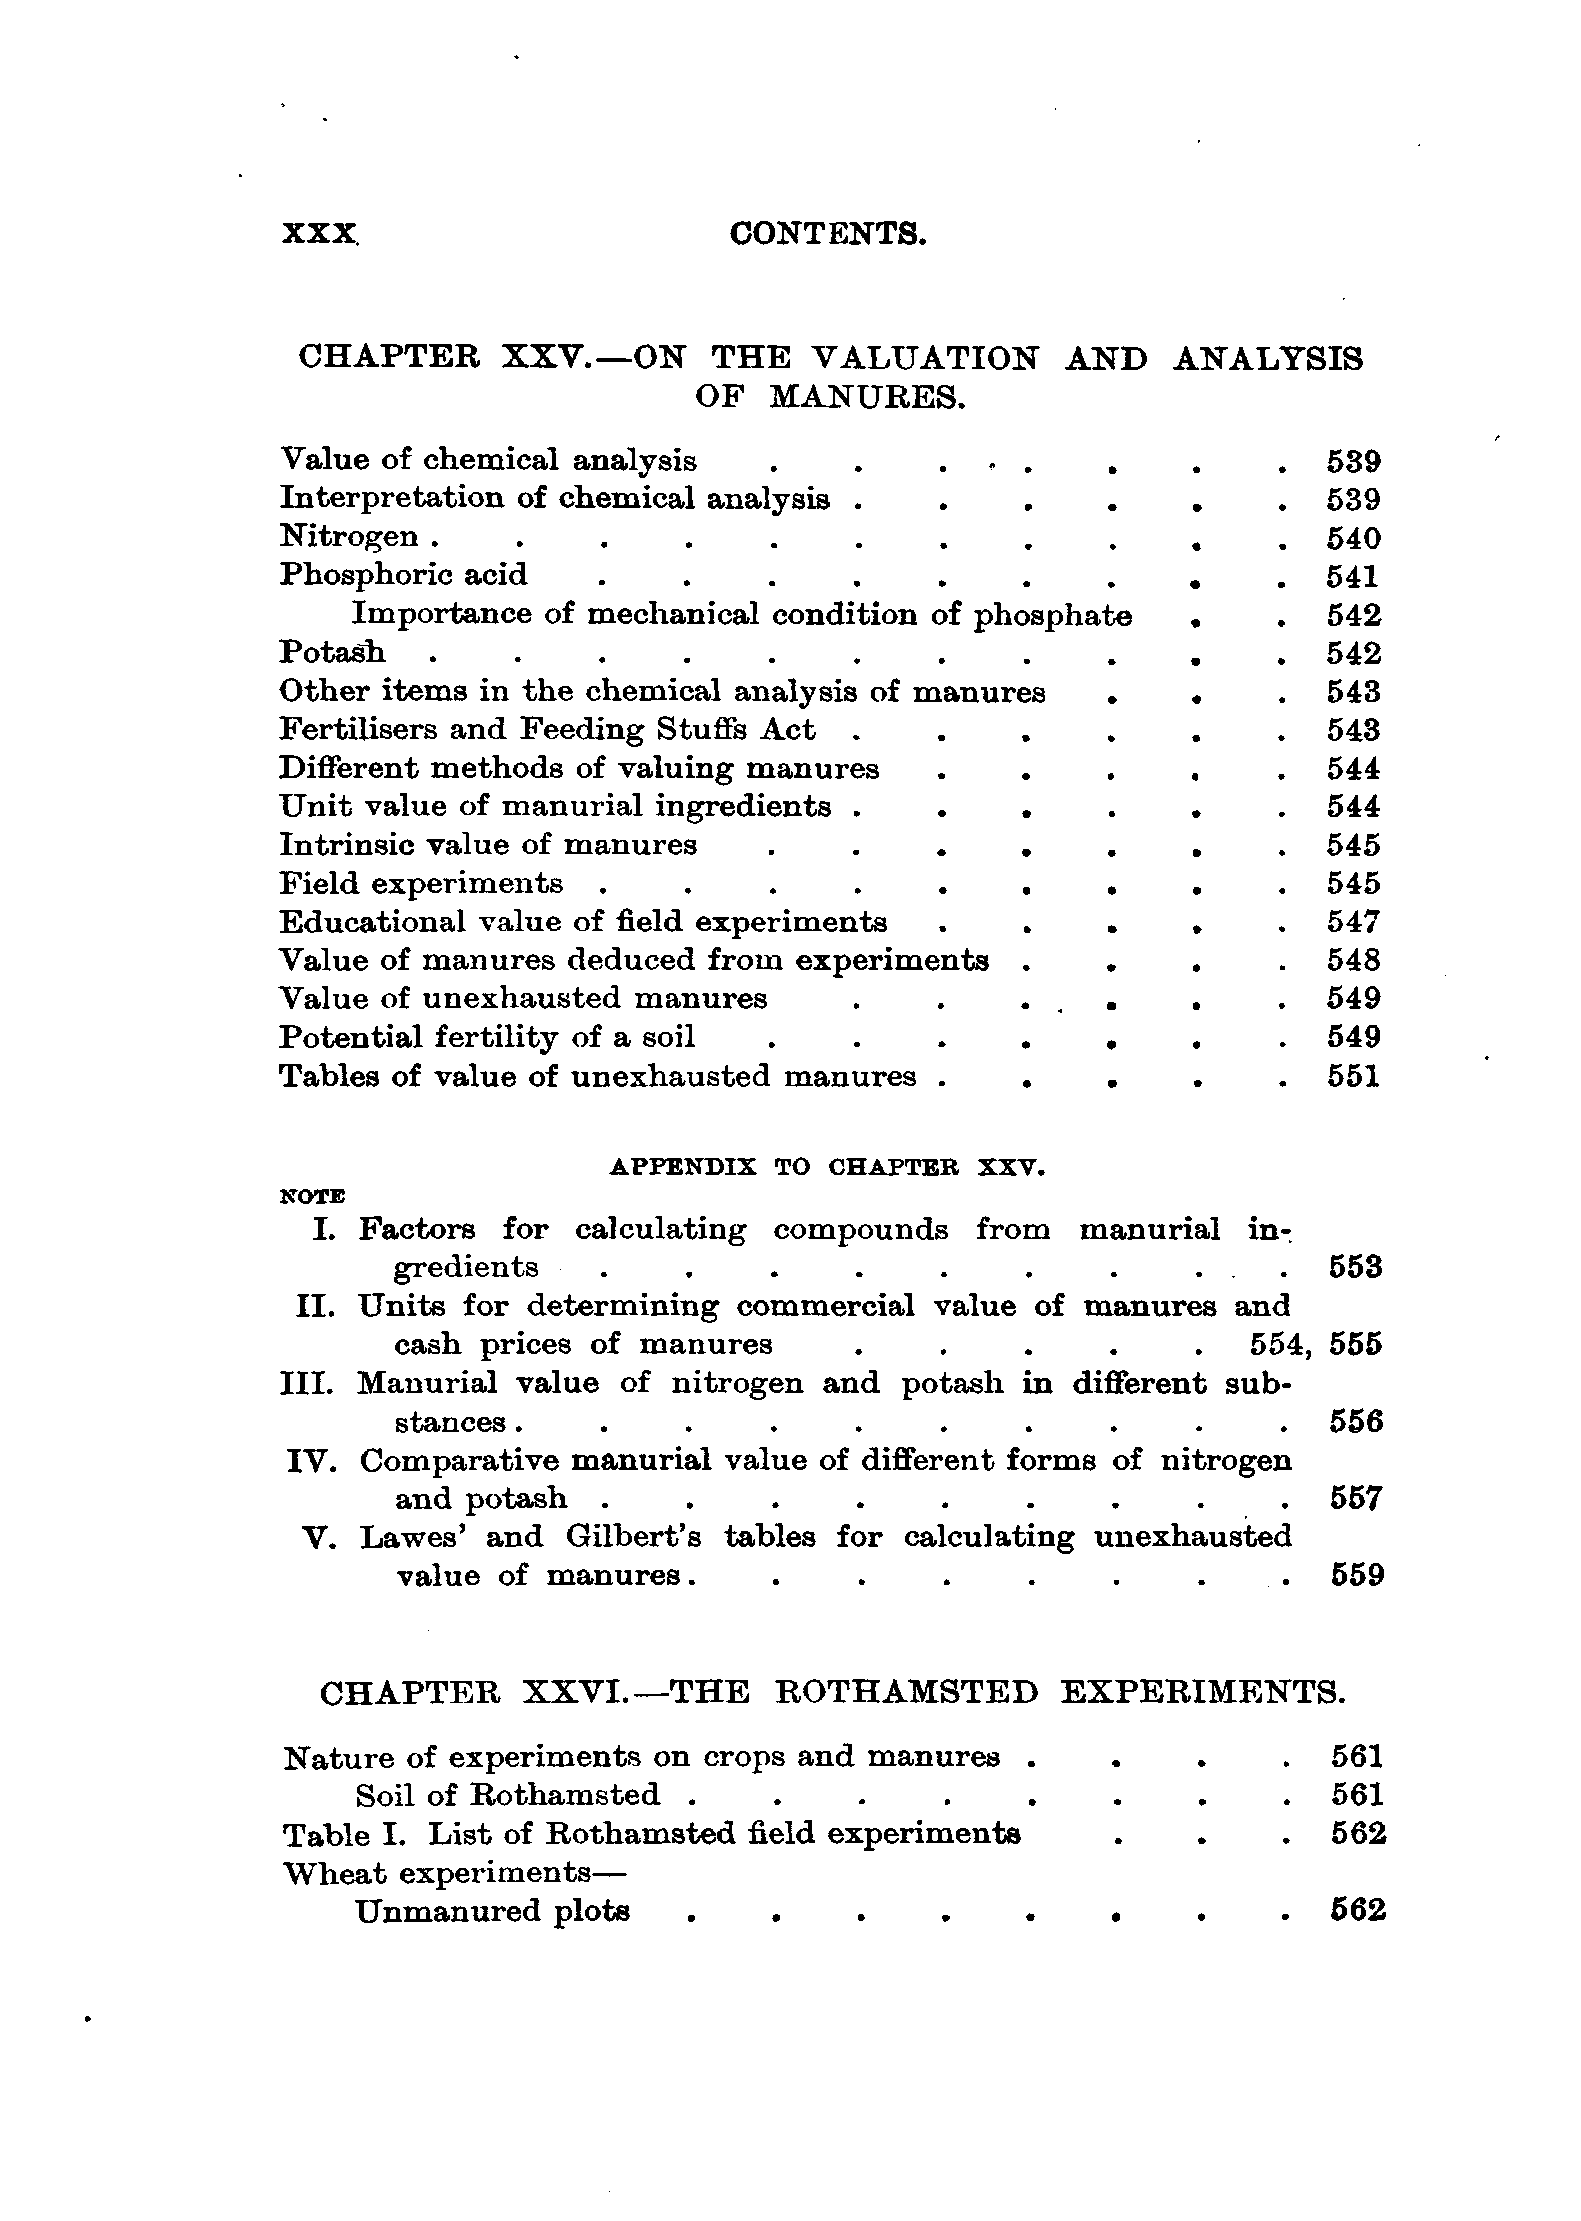 xxx CONTENTS.
CHAPTER XXV.—ON THE VALUATION AND ANALYSIS
OF MANURES.
Value of chemical analysis . . . . . . . 539
Interpretation of chemical analysis . . . . . . 539
Nitrogen . . . . . . . . . . . 540
Phosphoric acid . . . . . . . . . 541
Importance of mechanical condition of phosphate . . 542
Potash . . . . . . . . . . . 542
Other items in the chemical analysis of manures . . . 543
Fertilisers and Feeding Stuffs Act . . . . . . 543
Different methods of valuing manures . . . . . 544
Unit value of manurial ingredients . . . . . . 544
Intrinsic value of manures . . . . . . . 545
Field experiments . . . . . . . . . 545
Educational value of field experiments . . . . . 547
Value of manures deduced from experiments . . . . 548
Value of unexhausted manures . . . . . . 549
Potential fertility of a soil . . . . . . . 549
Tables of value of unexhausted manures . . . . . 551
APPENDIX TO CHAPTER XXV.
NOTE
I. Factors for calculating compounds from manurial in-
gredients . . . . . . . . . 553
II. Units for determining commercial value of manures and
cash prices of manures . . . . . 554, 555
III. Manurial value of nitrogen and potash in different sub-
stances . . . . . . . . . . 556
IV. Comparative manurial value of different forms of nitrogen
and potash . . . . . . . . . 557
V. Lawes' and Gilbert's tables for calculating unexhausted
value of manures . . . . . . . . 559
CHAPTER XXVI.—THE ROTHAMSTED EXPERIMENTS.
Nature of experiments on crops and manures . . . . 561
Soil of Rothamsted . . . . . . . . 561
Table I. List of Rothamsted field experiments . . . 562
Wheat experiments—
Unmanured plots . . . . . . . . 562